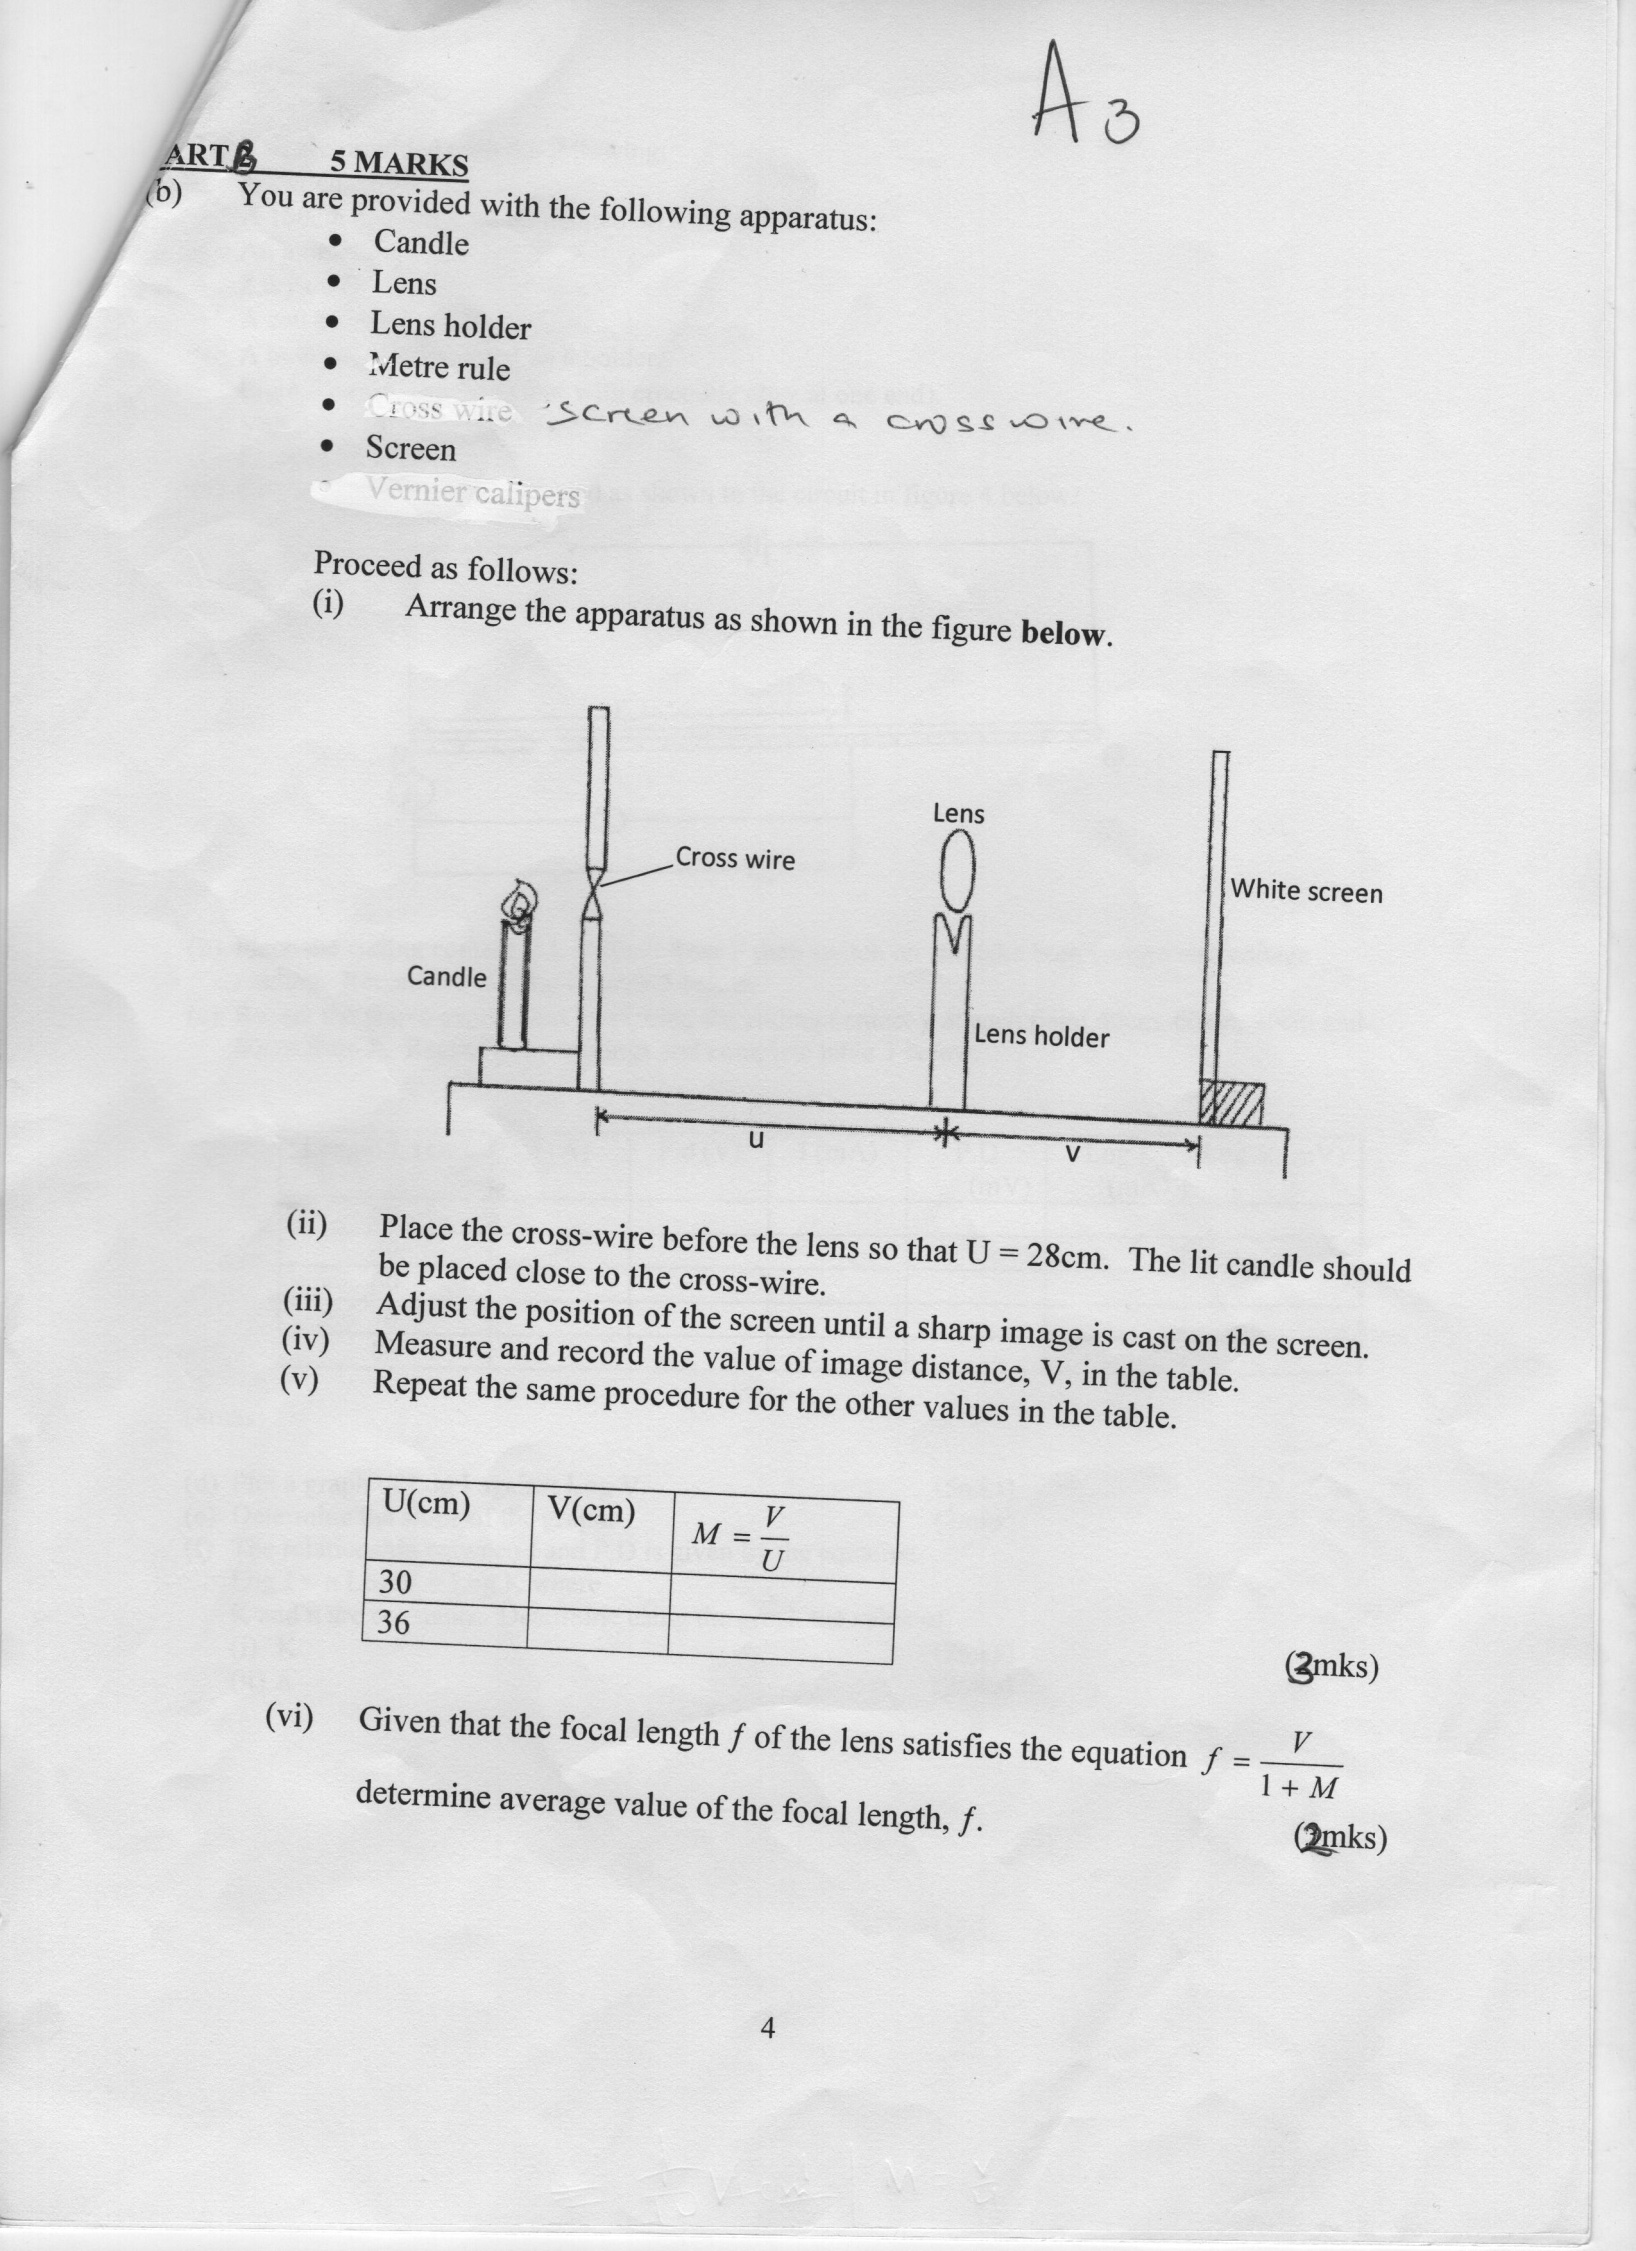 A3
ART B 5 MARKS
(b) You are provided with the following apparatus:
• Candle
• Lens
• Lens holder
• Metre rule
• Cross wire screen with a crosswire.
• Screen
Vernier calipers
Proceed as follows:
(i) Arrange the apparatus as shown in the figure below.
Lens
Cross wire
White screen
Candle
Lens holder
u
v
(ii) Place the cross-wire before the lens so that U = 28cm. The lit candle should
be placed close to the cross-wire.
(iii) Adjust the position of the screen until a sharp image is cast on the screen.
(iv) Measure and record the value of image distance, V, in the table.
(v) Repeat the same procedure for the other values in the table.
U(cm) V(cm) M = V/U
30
36
(3mks)
(vi) Given that the focal length f of the lens satisfies the equation f = V/(1 + M)
determine average value of the focal length, f.
(2mks)
4